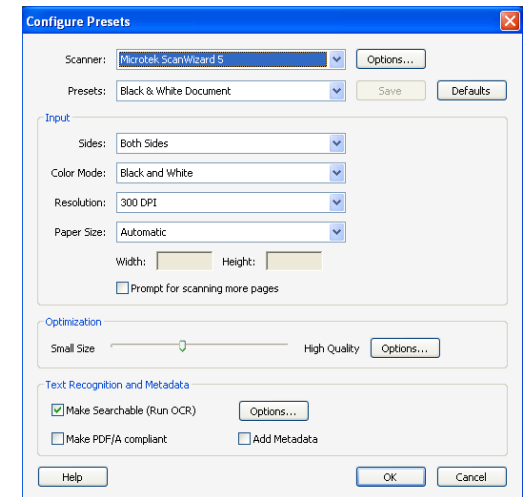 Configure Presets
Scanner: Microtek ScanWizard 5 Options...
Presets: Black & White Document Save Defaults
Input
Sides: Both Sides
Color Mode: Black and White
Resolution: 300 DPI
Paper Size: Automatic
Width: Height:
Prompt for scanning more pages
Optimization
Small Size High Quality Options...
Text Recognition and Metadata
Make Searchable (Run OCR) Options...
Make PDF/A compliant Add Metadata
Help OK Cancel